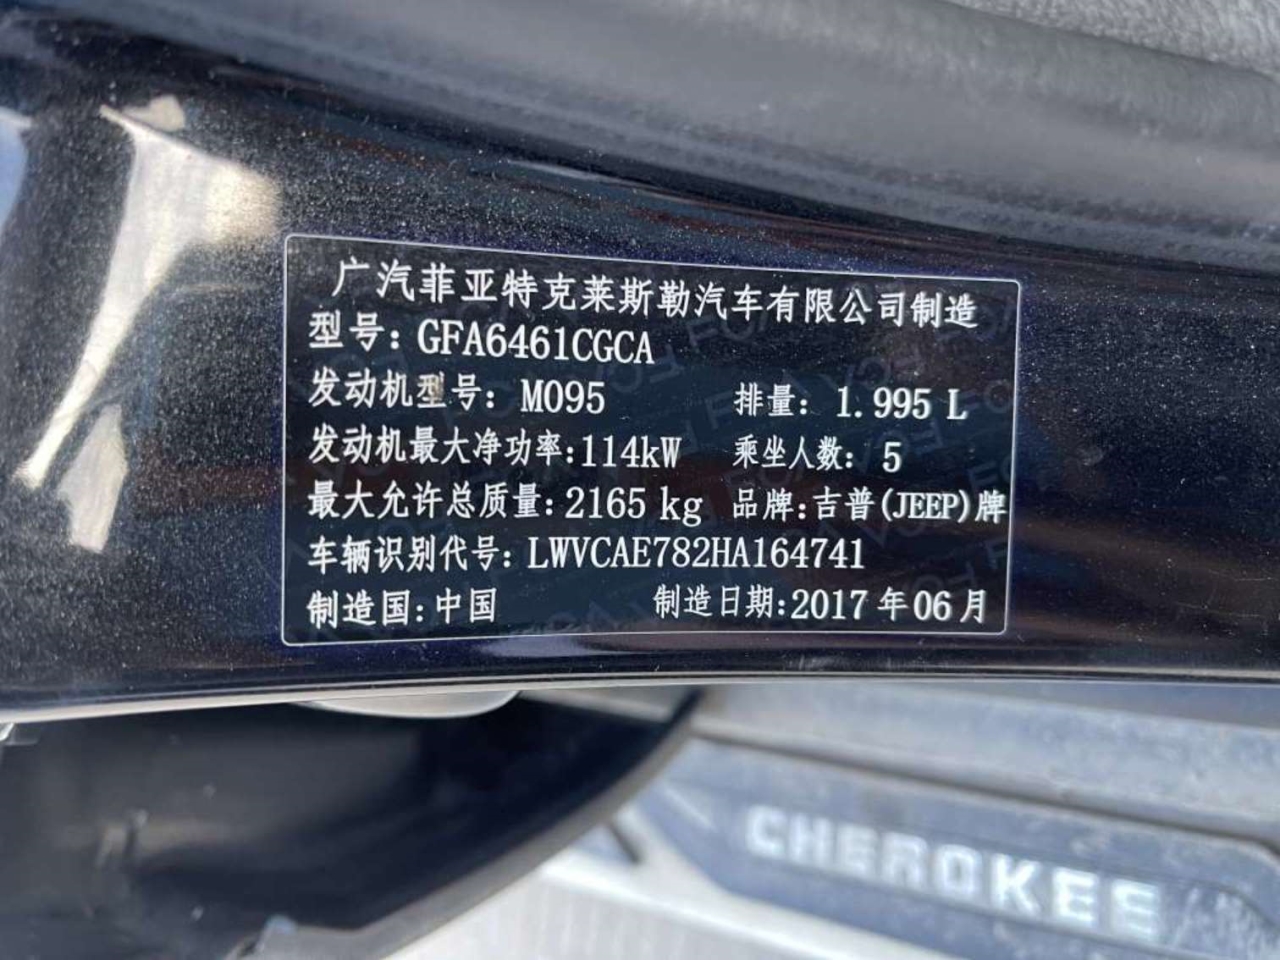 广汽菲亚特克莱斯勒汽车有限公司制造
型号: GFA6461CGCA
发动机型号: M095 排量: 1.995 L
发动机最大净功率:114kW 乘坐人数: 5
最大允许总质量: 2165 kg 品牌:吉普(JEEP)牌
车辆识别代号: LWVCAE782HA164741
制造国:中国 制造日期:2017年06月
CHEROKEE